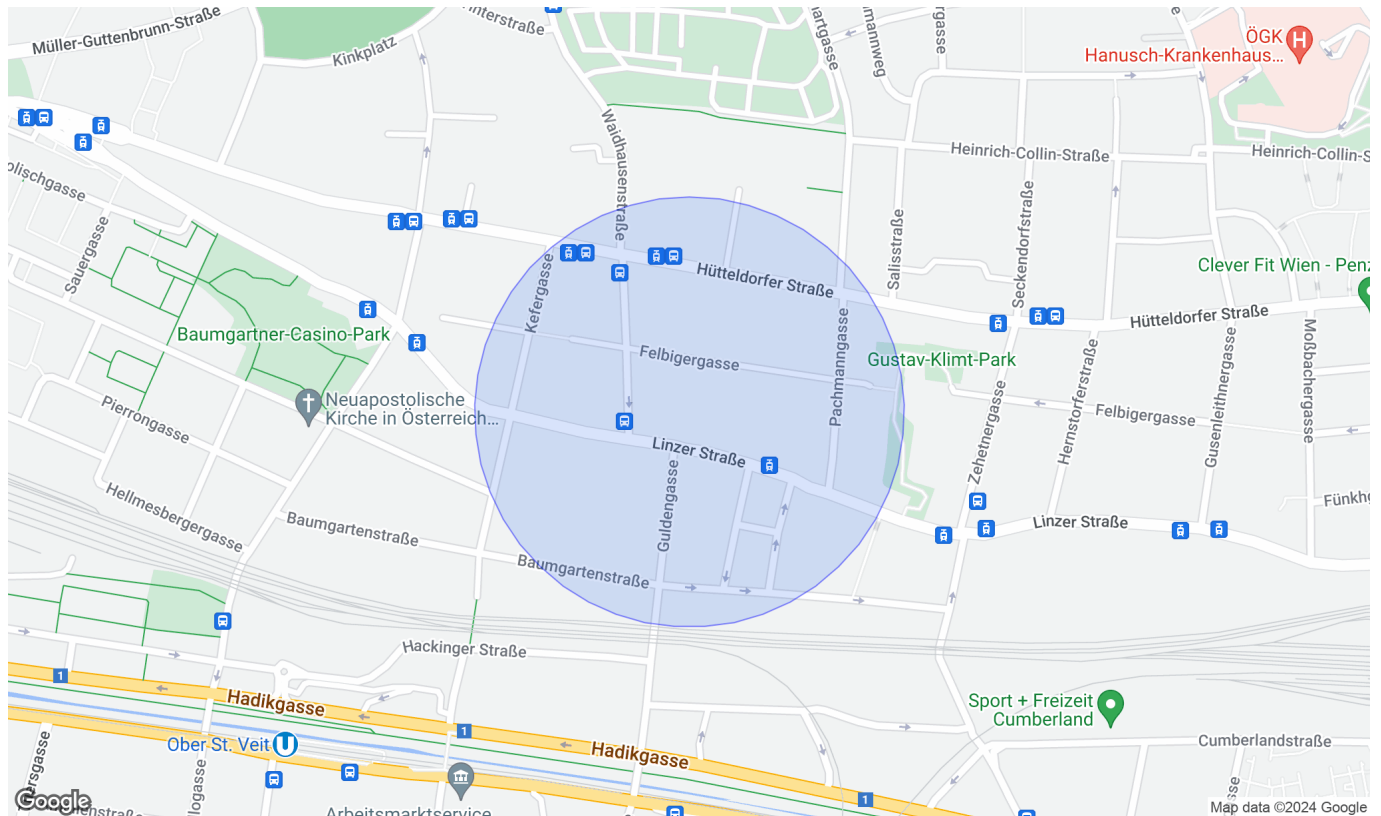 Müller-Guttenbrunn-Straße
Kinkplatz
ÖGK
Hanusch-Krankenhaus...
Waidhausenstraße
Heinrich-Collin-Straße
Heinrich-Collin-S
Sauergasse
Kefergasse
Salisstraße
Seckendorfstraße
Clever Fit Wien - Penz
Hütteldorfer Straße
Hütteldorfer Straße
Baumgartner-Casino-Park
Felbigergasse
Gustav-Klimt-Park
Pachmanngasse
Hernstorferstraße
Gusenleithnergasse
Moßbachergasse
Neuapostolische
Kirche in Österreich...
Pierrongasse
Felbigergasse
Zehetnergasse
Linzer Straße
Guldengasse
Hellmesbergergasse
Baumgartenstraße
Linzer Straße
Fünkh
Baumgartenstraße
Hackinger Straße
1
Hadikgasse
1
Sport + Freizeit
Cumberland
Ober St. Veit
U
Hadikgasse
Cumberlandstraße
1
Arbeitsmarktservice
Google
Map data ©2024 Google